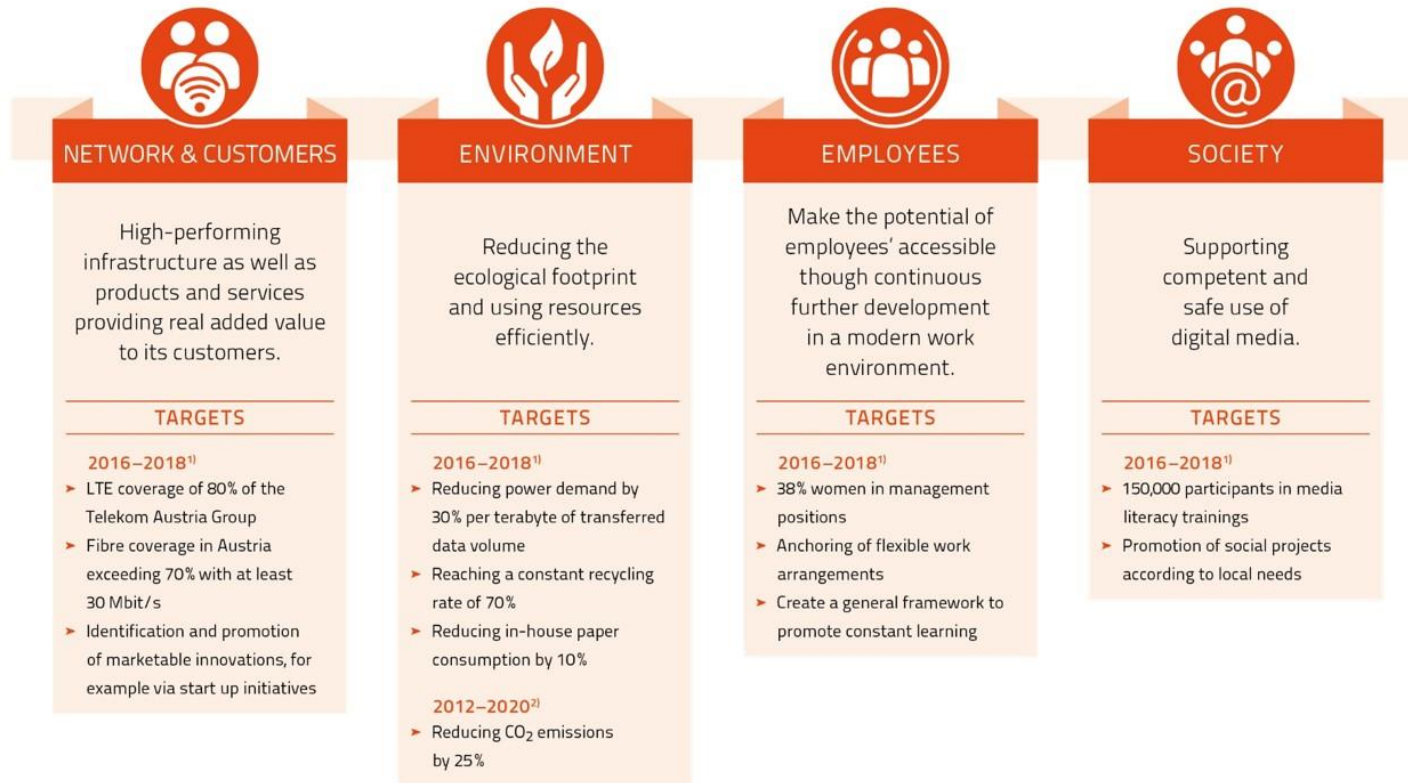 NETWORK & CUSTOMERS
High-performing
infrastructure as well as
products and services
providing real added value
to its customers.
TARGETS
2016–2018¹⁾
➤ LTE coverage of 80% of the
Telekom Austria Group
➤ Fibre coverage in Austria
exceeding 70% with at least
30 Mbit/s
➤ Identification and promotion
of marketable innovations, for
example via start up initiatives
ENVIRONMENT
Reducing the
ecological footprint
and using resources
efficiently.
TARGETS
2016–2018¹⁾
➤ Reducing power demand by
30% per terabyte of transferred
data volume
➤ Reaching a constant recycling
rate of 70%
➤ Reducing in-house paper
consumption by 10%
2012–2020²⁾
➤ Reducing CO₂ emissions
by 25%
EMPLOYEES
Make the potential of
employees’ accessible
though continuous
further development
in a modern work
environment.
TARGETS
2016–2018¹⁾
➤ 38% women in management
positions
➤ Anchoring of flexible work
arrangements
➤ Create a general framework to
promote constant learning
@
SOCIETY
Supporting
competent and
safe use of
digital media.
TARGETS
2016–2018¹⁾
➤ 150,000 participants in media
literacy trainings
➤ Promotion of social projects
according to local needs